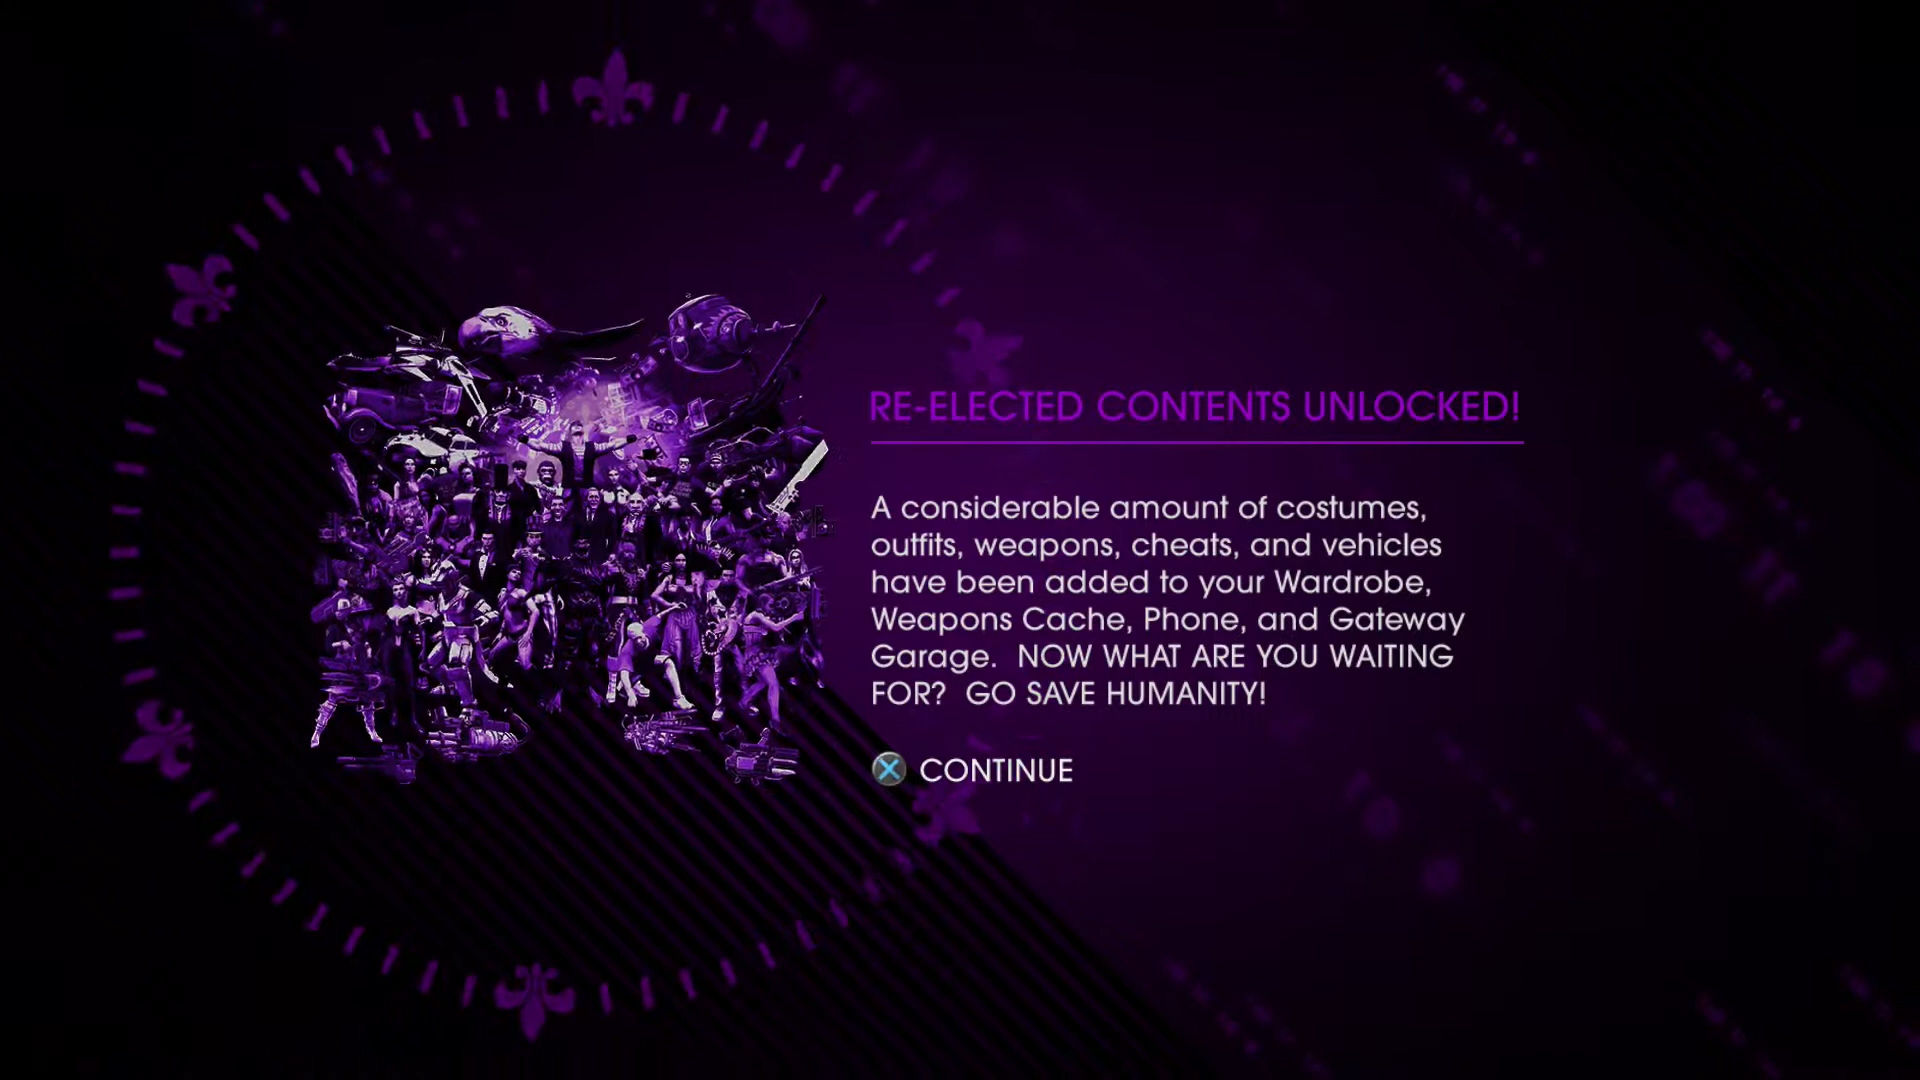 RE-ELECTED CONTENTS UNLOCKED!
A considerable amount of costumes,
outfits, weapons, cheats, and vehicles
have been added to your Wardrobe,
Weapons Cache, Phone, and Gateway
Garage.  NOW WHAT ARE YOU WAITING
FOR?  GO SAVE HUMANITY!
CONTINUE